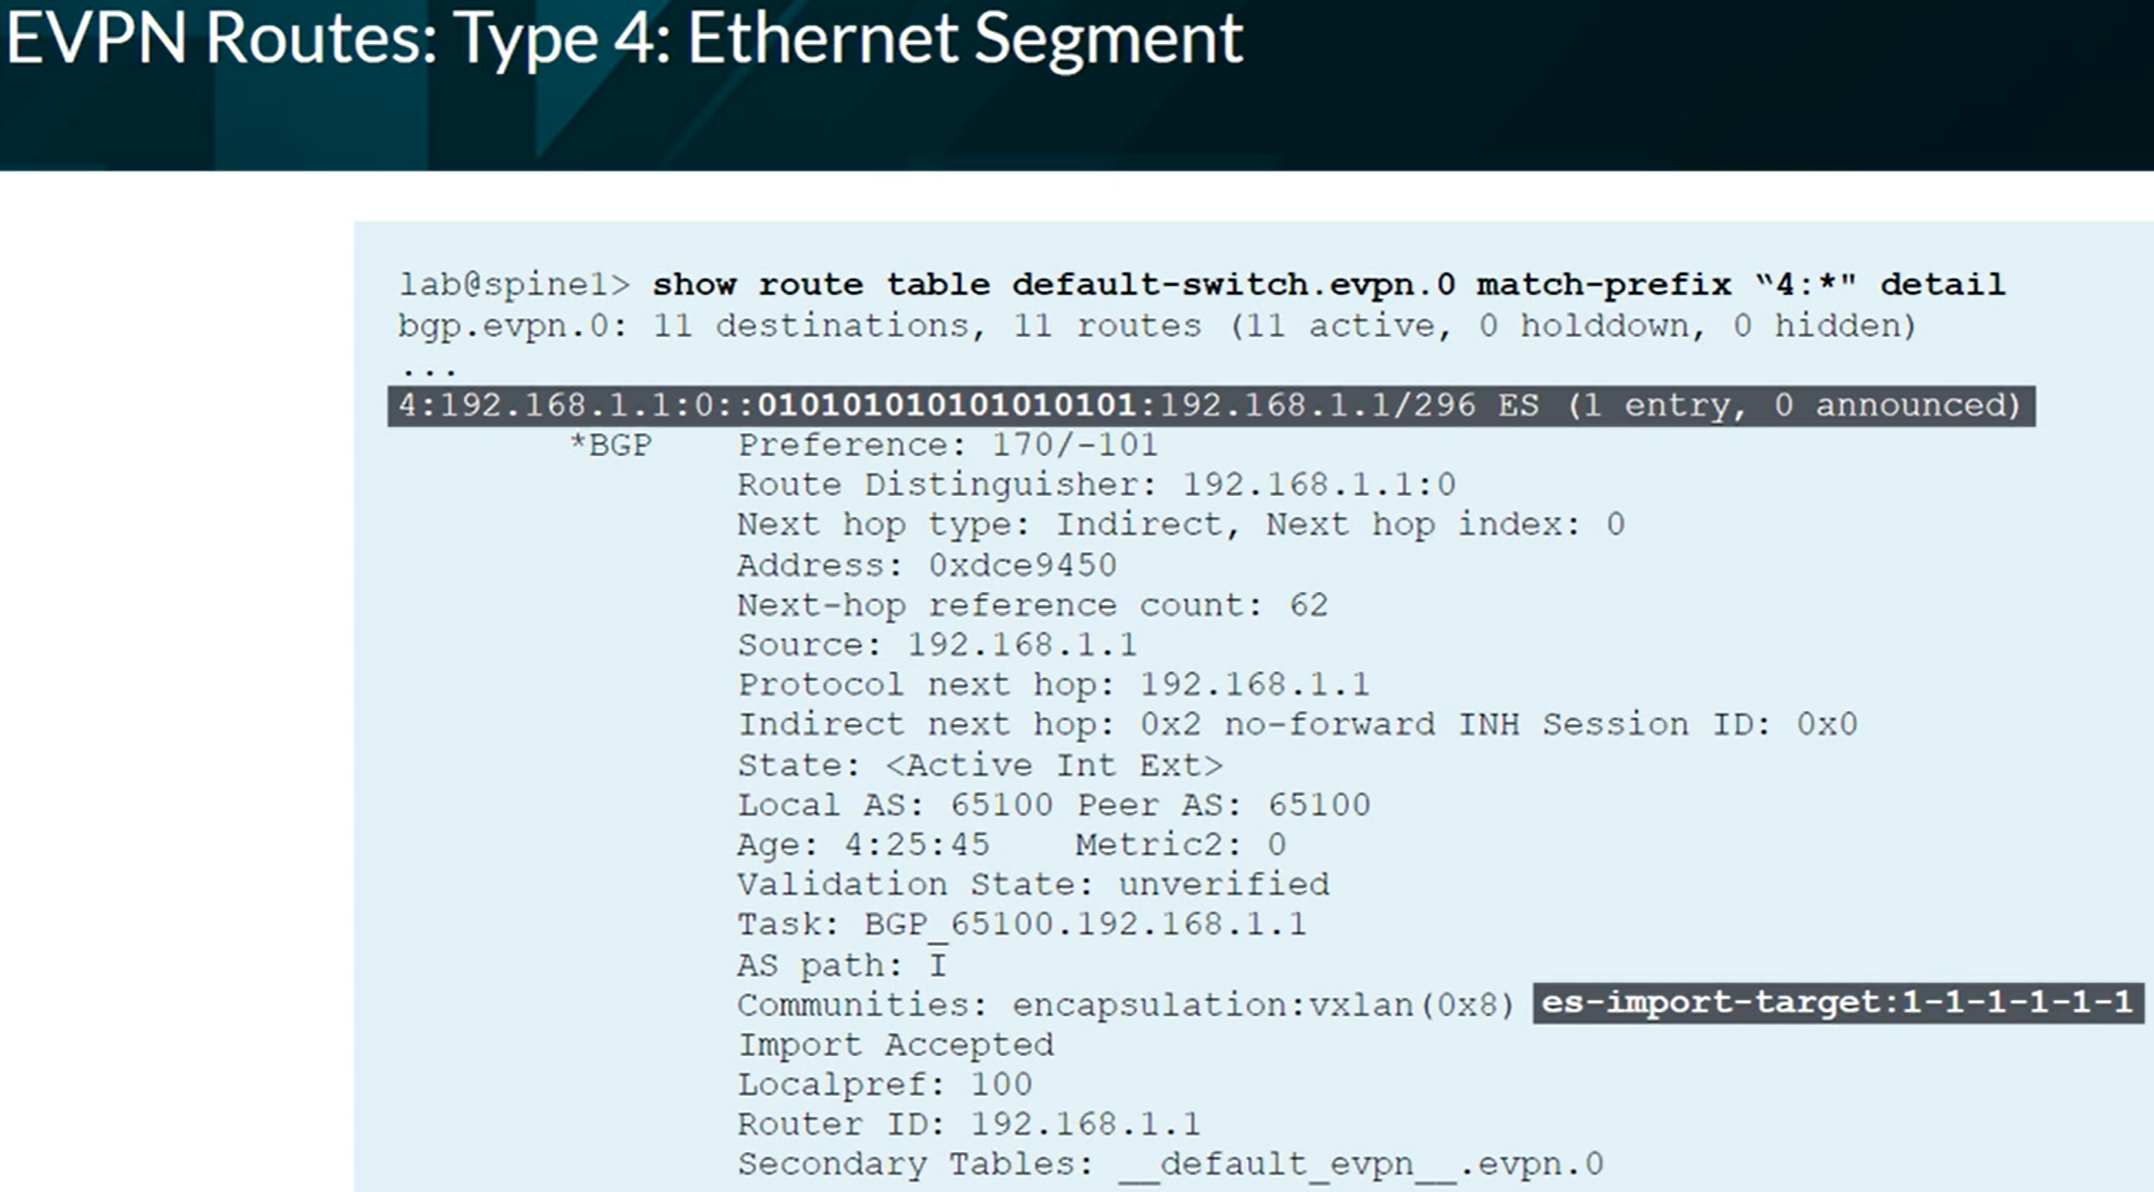 EVPN Routes: Type 4: Ethernet Segment
lab@spine1> show route table default-switch.evpn.0 match-prefix “4:*" detail
bgp.evpn.0: 11 destinations, 11 routes (11 active, 0 holddown, 0 hidden)
...
4:192.168.1.1:0::010101010101010101:192.168.1.1/296 ES (1 entry, 0 announced)
*BGP Preference: 170/-101
Route Distinguisher: 192.168.1.1:0
Next hop type: Indirect, Next hop index: 0
Address: 0xdce9450
Next-hop reference count: 62
Source: 192.168.1.1
Protocol next hop: 192.168.1.1
Indirect next hop: 0x2 no-forward INH Session ID: 0x0
State: <Active Int Ext>
Local AS: 65100 Peer AS: 65100
Age: 4:25:45 Metric2: 0
Validation State: unverified
Task: BGP_65100.192.168.1.1
AS path: I
Communities: encapsulation:vxlan(0x8) es-import-target:1-1-1-1-1-1
Import Accepted
Localpref: 100
Router ID: 192.168.1.1
Secondary Tables: __default_evpn__.evpn.0